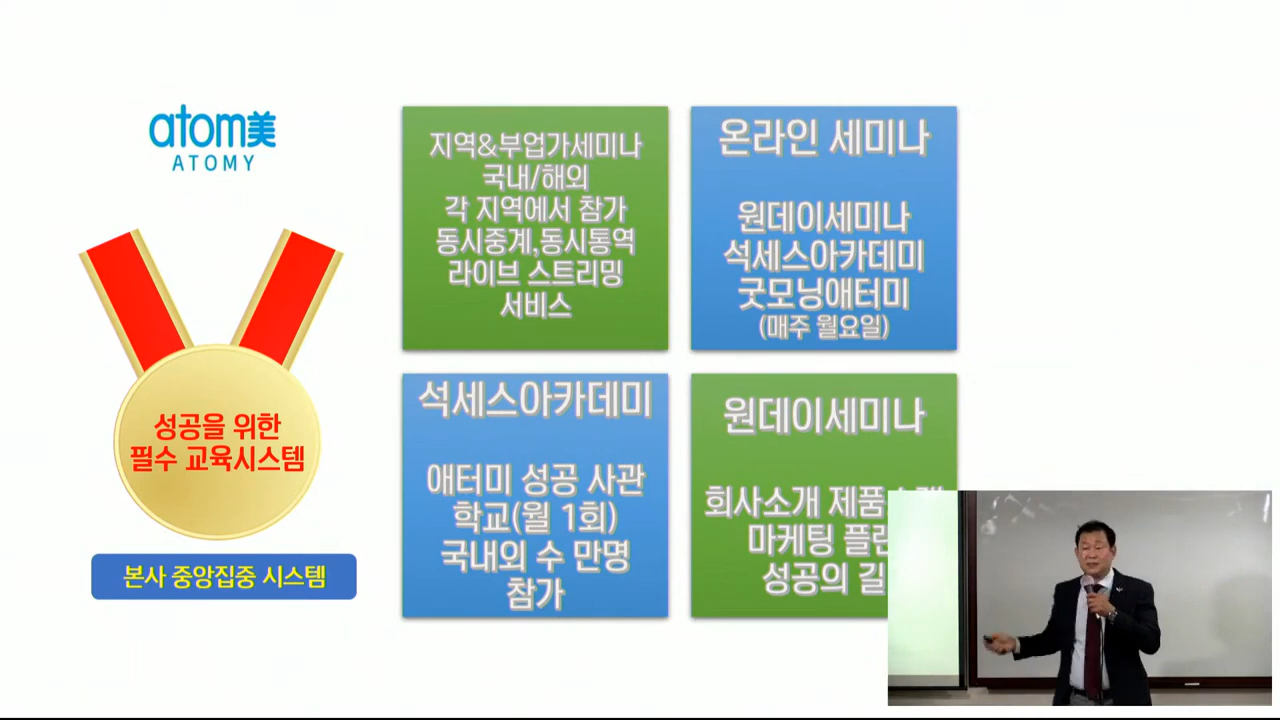 atom美
ATOMY
성공을 위한
필수 교육시스템
본사 중앙집중 시스템
지역&부업가세미나
국내/해외
각 지역에서 참가
동시중계,동시통역
라이브 스트리밍
서비스
온라인 세미나
원데이세미나
석세스아카데미
굿모닝애터미
(매주 월요일)
석세스아카데미
애터미 성공 사관
학교(월 1회)
국내외 수 만명
참가
원데이세미나
회사소개 제품
마케팅
성공의 길